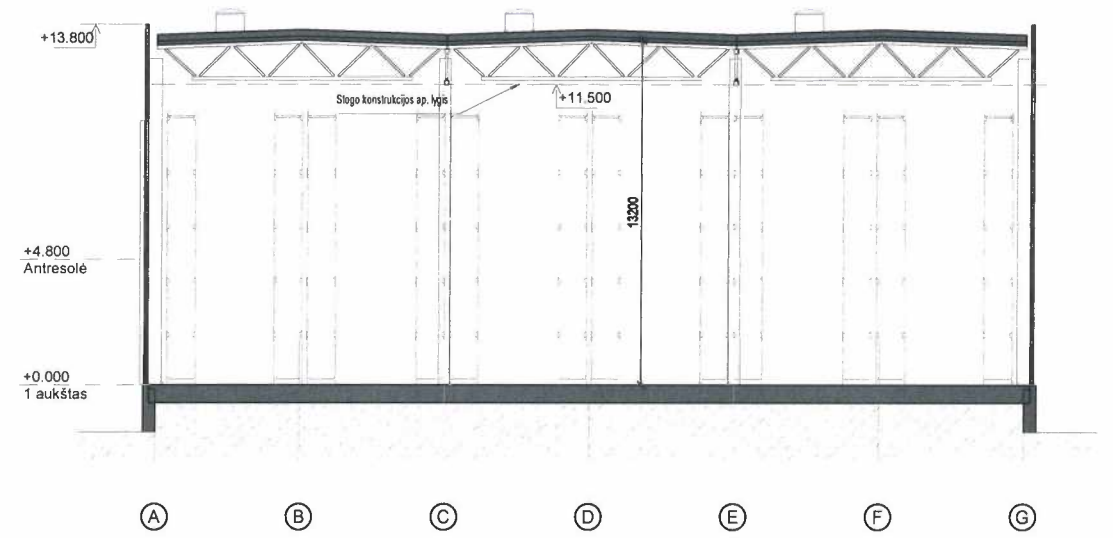 +13.800
Stogo konstrukcijos ap. lygis
+11.500
13200
+4.800
Antresolė
+0.000
1 aukštas
A B C D E F G